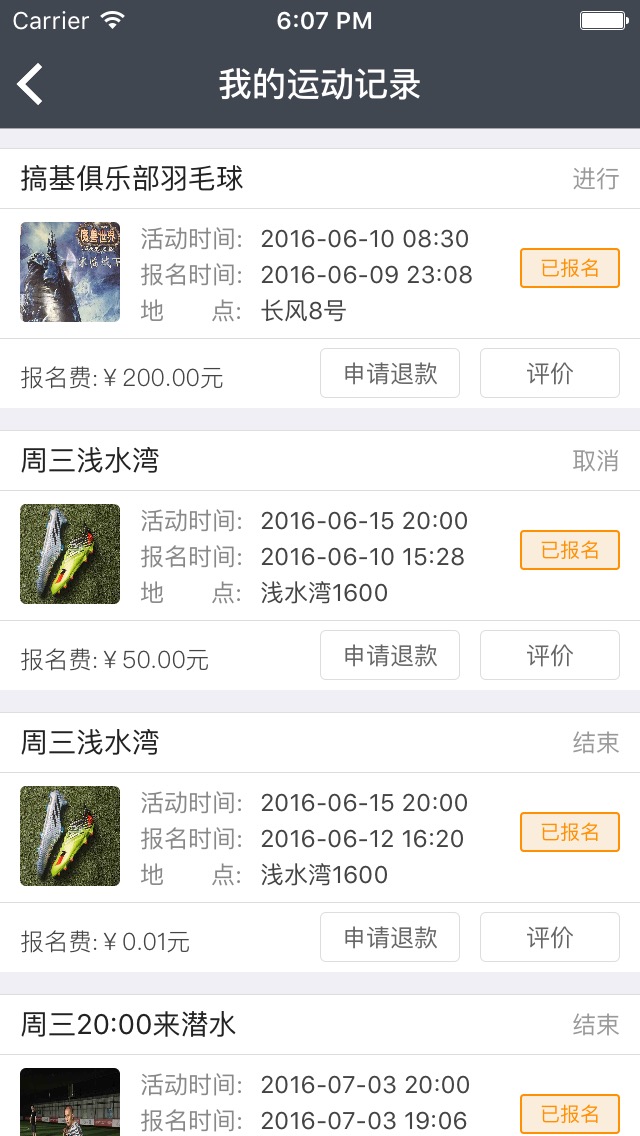 Carrier 6:07 PM
我的运动记录
搞基俱乐部羽毛球 进行
魔兽世界
冰临城下
活动时间: 2016-06-10 08:30
报名时间: 2016-06-09 23:08
已报名
地 点: 长风8号
报名费:￥200.00元 申请退款 评价
周三浅水湾 取消
活动时间: 2016-06-15 20:00
报名时间: 2016-06-10 15:28
已报名
地 点: 浅水湾1600
报名费:￥50.00元 申请退款 评价
周三浅水湾 结束
活动时间: 2016-06-15 20:00
报名时间: 2016-06-12 16:20
已报名
地 点: 浅水湾1600
报名费:￥0.01元 申请退款 评价
周三20:00来潜水 结束
活动时间: 2016-07-03 20:00
报名时间: 2016-07-03 19:06
已报名